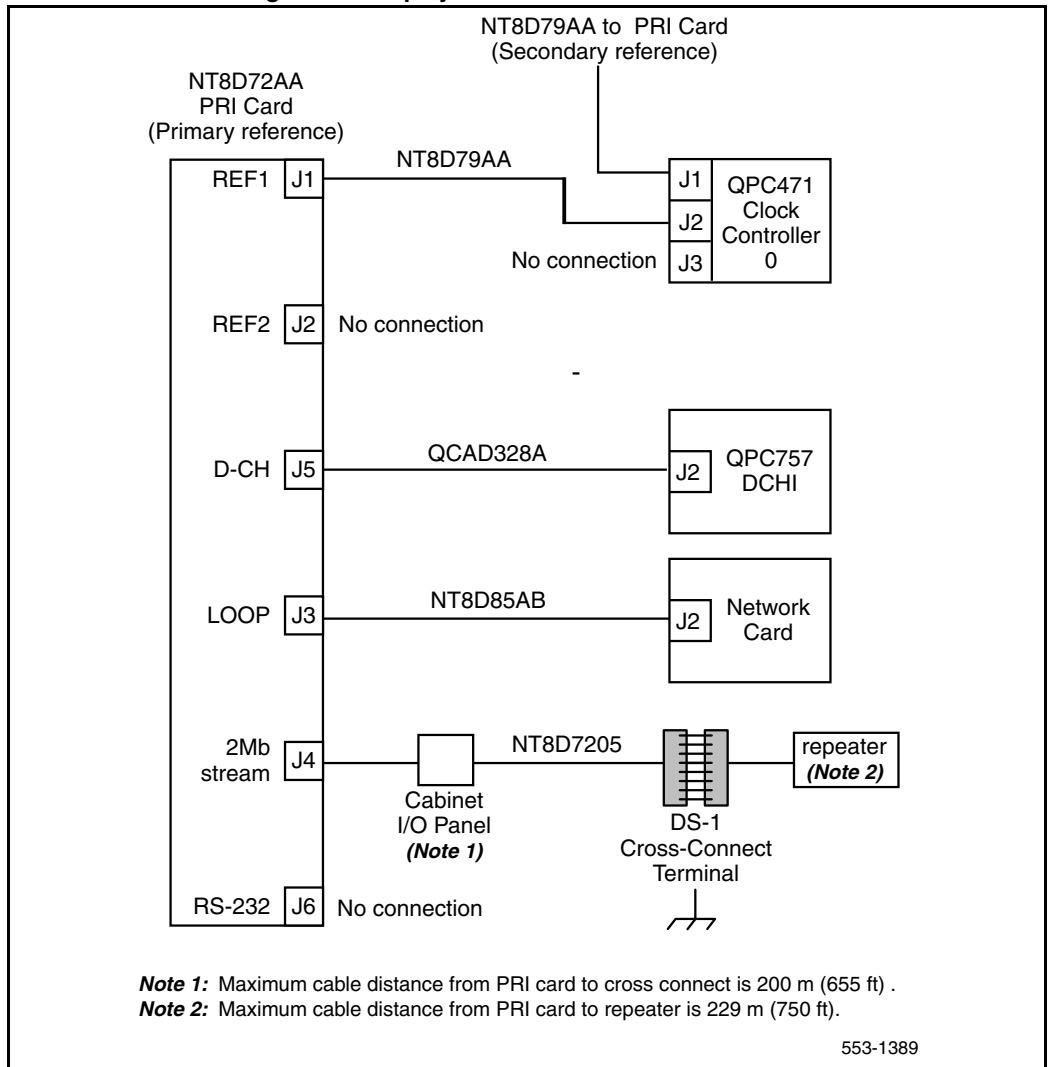 NT8D79AA to PRI Card
(Secondary reference)
NT8D72AA
PRI Card
(Primary reference)
REF1 J1
NT8D79AA
J1
J2
J3
QPC471
Clock
Controller
0
No connection
REF2 J2 No connection
-
D-CH J5
QCAD328A
J2
QPC757
DCHI
LOOP J3
NT8D85AB
J2
Network
Card
2Mb
stream
J4
Cabinet
I/O Panel
(Note 1)
NT8D7205
DS-1
Cross-Connect
Terminal
repeater
(Note 2)
RS-232 J6 No connection
Note 1: Maximum cable distance from PRI card to cross connect is 200 m (655 ft) .
Note 2: Maximum cable distance from PRI card to repeater is 229 m (750 ft).
553-1389